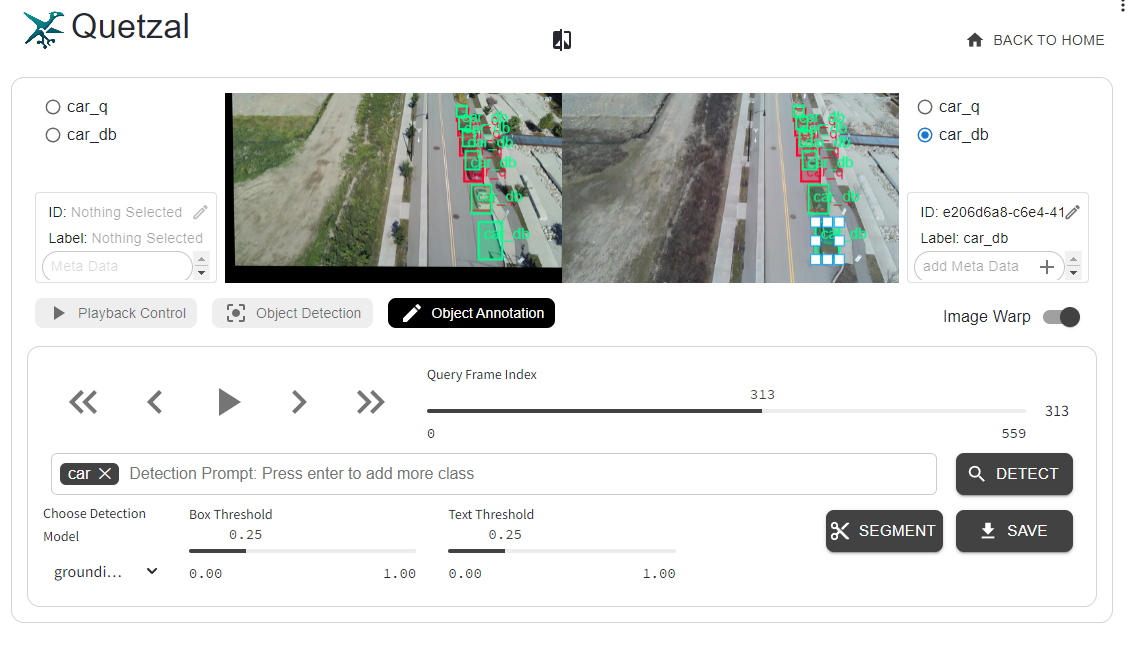 Quetzal
BACK TO HOME
car_q
car_db
car_q
car_db
car_db
car_db
car_db
car_db
car_q
car_db
car_db
car_db
car_db
car_db
car_db
car_q
car_db
car_db
ID: Nothing Selected
Label: Nothing Selected
Meta Data
ID: e206d6a8-c6e4-41
Label: car_db
add Meta Data
Playback Control
Object Detection
Object Annotation
Image Warp
Query Frame Index
313
313
0
559
car
Detection Prompt: Press enter to add more class
DETECT
Choose Detection
Model
groundi...
Box Threshold
0.25
0.00
1.00
Text Threshold
0.25
0.00
1.00
SEGMENT
SAVE